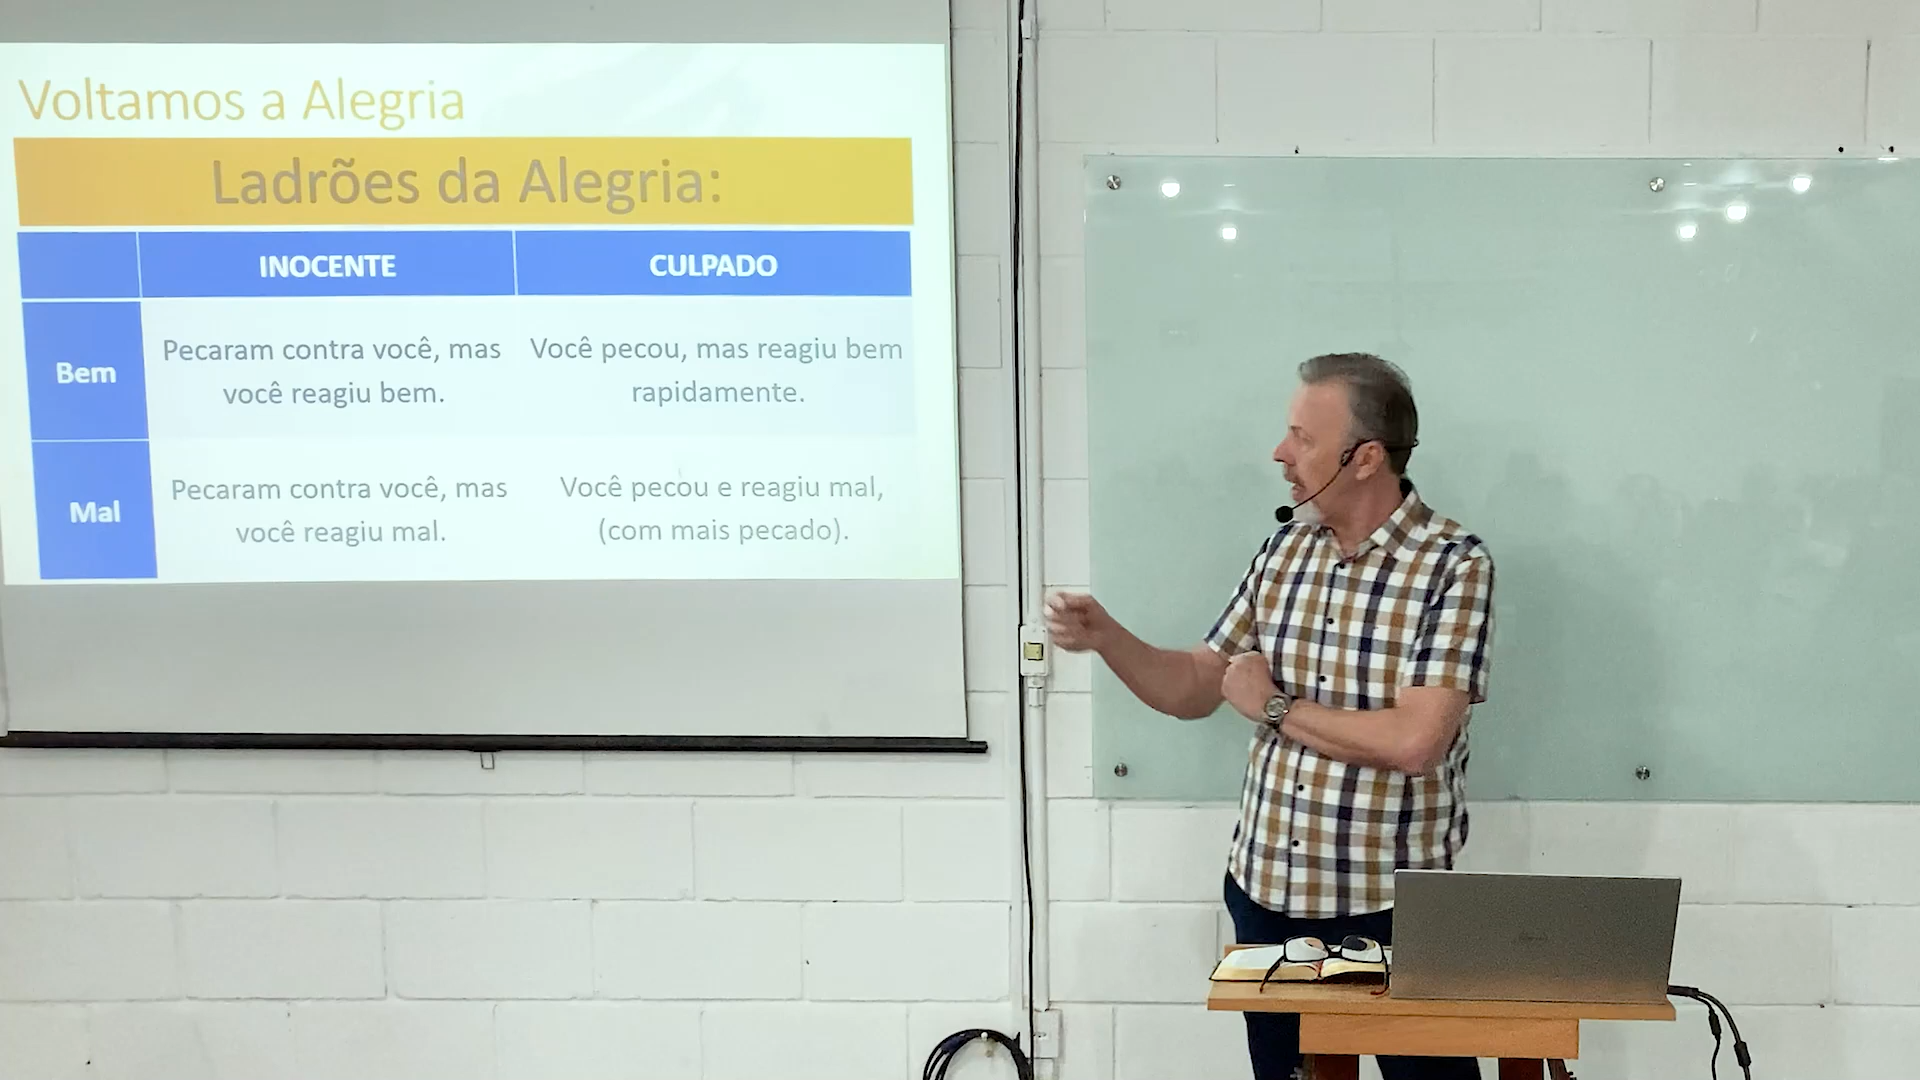 Voltamos a Alegria
Ladrões da Alegria:
INOCENTE
CULPADO
Bem
Pecaram contra você, mas
você reagiu bem.
Você pecou, mas reagiu bem
rapidamente.
Mal
Pecaram contra você, mas
você reagiu mal.
Você pecou e reagiu mal,
(com mais pecado).